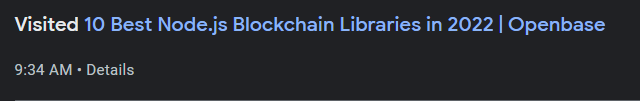 Visited 10 Best Node.js Blockchain Libraries in 2022 | Openbase
9:34 AM • Details